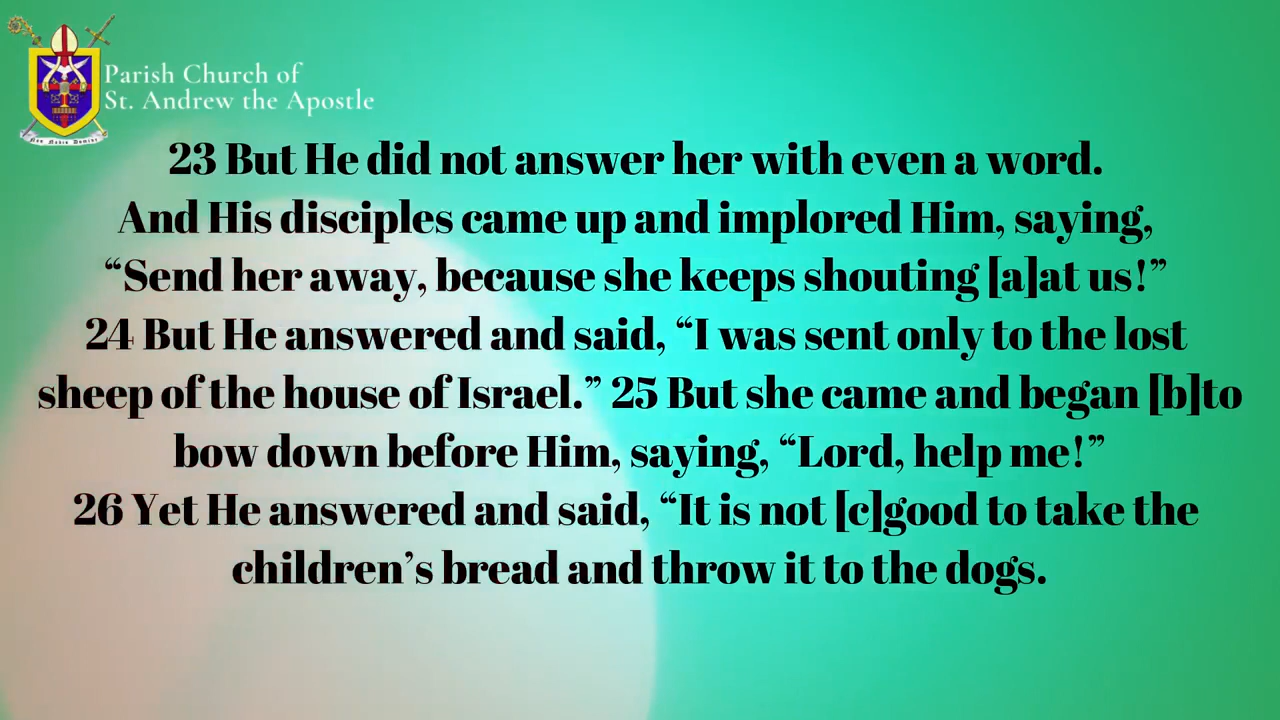 Parish Church of
St. Andrew the Apostle
Non Nobis Domine
23 But He did not answer her with even a word.
And His disciples came up and implored Him, saying,
“Send her away, because she keeps shouting [a]at us!”
24 But He answered and said, “I was sent only to the lost
sheep of the house of Israel.” 25 But she came and began [b]to
bow down before Him, saying, “Lord, help me!”
26 Yet He answered and said, “It is not [c]good to take the
children’s bread and throw it to the dogs.